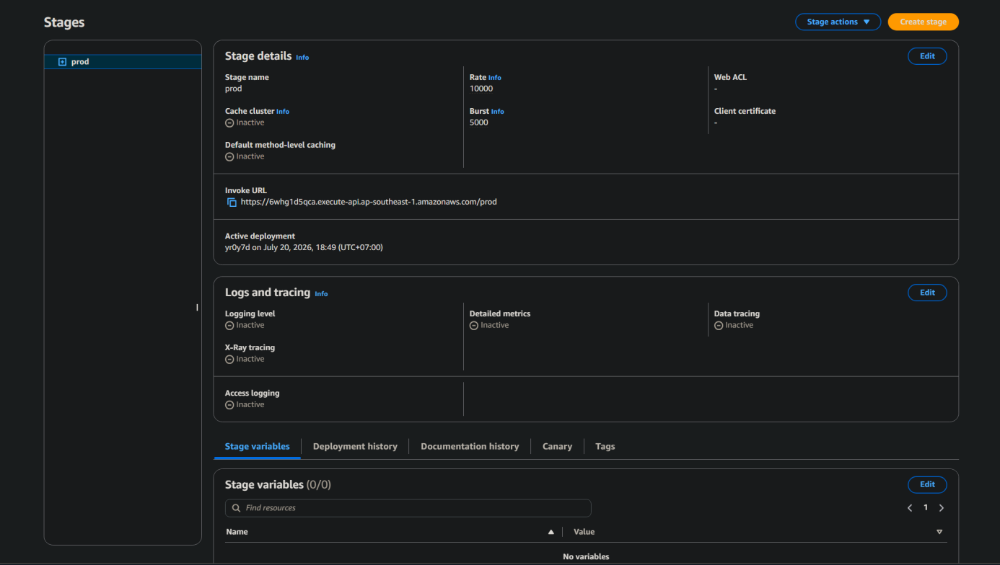 Stages
Stage actions
Create stage
prod
Stage details Info
Edit
Stage name
prod
Rate Info
10000
Web ACL
-
Cache cluster Info
Inactive
Burst Info
5000
Client certificate
-
Default method-level caching
Inactive
Invoke URL
https://6whg1d5qca.execute-api.ap-southeast-1.amazonaws.com/prod
Active deployment
yr0y7d on July 20, 2026, 18:49 (UTC+07:00)
Logs and tracing Info
Edit
Logging level
Inactive
Detailed metrics
Inactive
Data tracing
Inactive
X-Ray tracing
Inactive
Access logging
Inactive
Stage variables
Deployment history
Documentation history
Canary
Tags
Stage variables (0/0)
Edit
Find resources
1
Name
Value
No variables